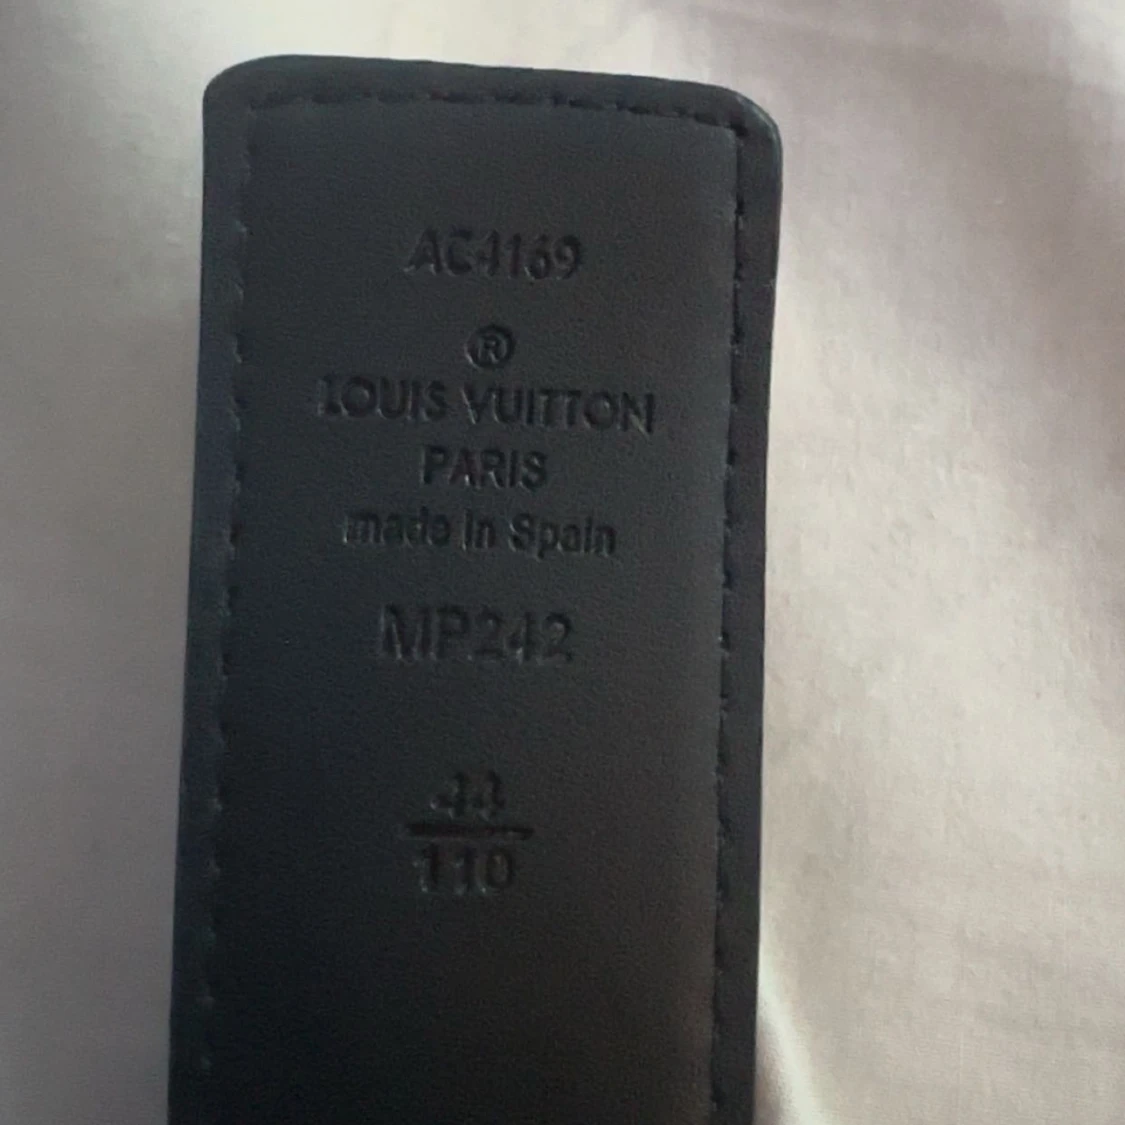 AC4169
®
LOUIS VUITTON
PARIS
made in Spain
MP242
44
110